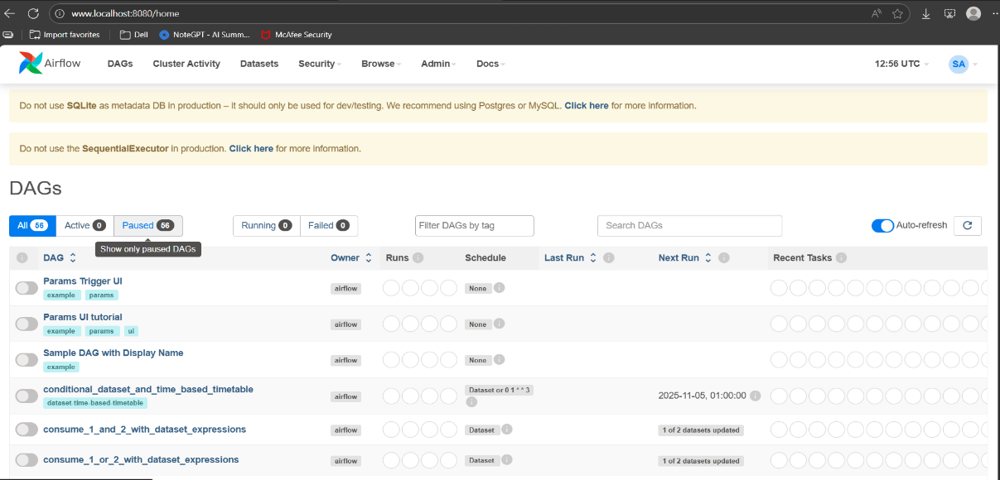 www.localhost:8080/home
Import favorites Dell NoteGPT - AI Summ... McAfee Security
Airflow DAGs Cluster Activity Datasets Security Browse Admin Docs 12:56 UTC SA
Do not use SQLite as metadata DB in production – it should only be used for dev/testing. We recommend using Postgres or MySQL. Click here for more information.
Do not use the SequentialExecutor in production. Click here for more information.
DAGs
All 56 Active 0 Paused 56 Running 0 Failed 0 Filter DAGs by tag Search DAGs Auto-refresh
Show only paused DAGs
DAG Owner Runs Schedule Last Run Next Run Recent Tasks
Params Trigger UI
airflow None
example params
Params UI tutorial
airflow None
example params ui
Sample DAG with Display Name
airflow None
example
conditional_dataset_and_time_based_timetable
airflow Dataset or 0 1 * * 3 2025-11-05, 01:00:00
dataset-time-based-timetable
consume_1_and_2_with_dataset_expressions airflow Dataset 1 of 2 datasets updated
consume_1_or_2_with_dataset_expressions airflow Dataset 1 of 2 datasets updated